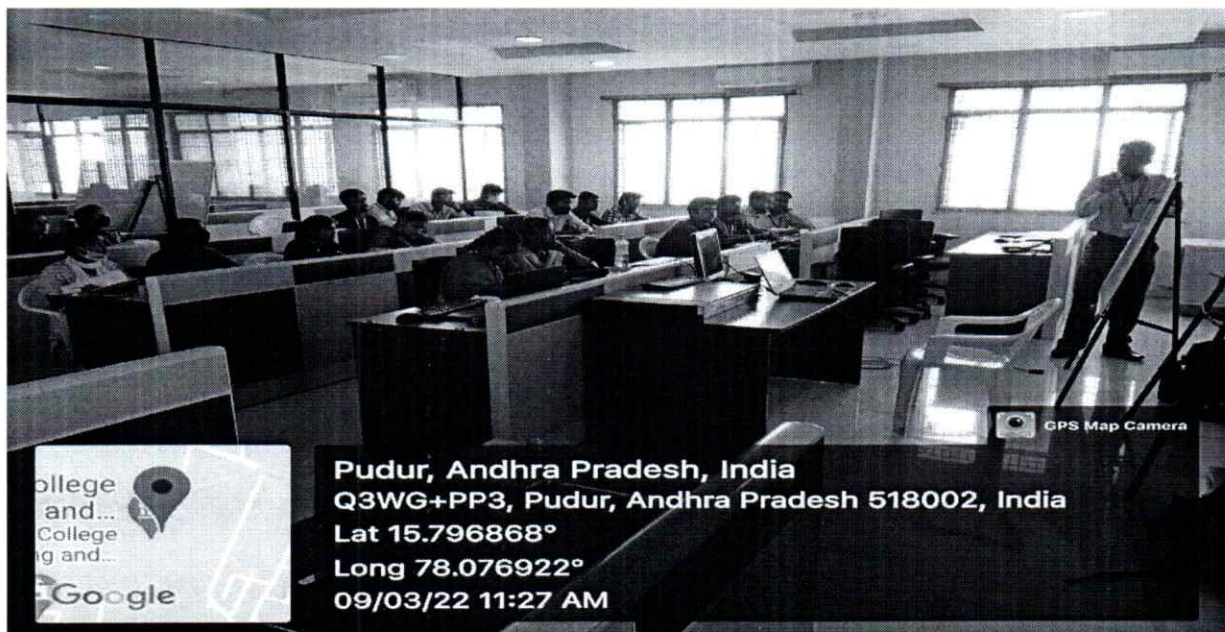 GPS Map Camera
ollege
and...
College
g and...
Google
Pudur, Andhra Pradesh, India
Q3WG+PP3, Pudur, Andhra Pradesh 518002, India
Lat 15.796868°
Long 78.076922°
09/03/22 11:27 AM